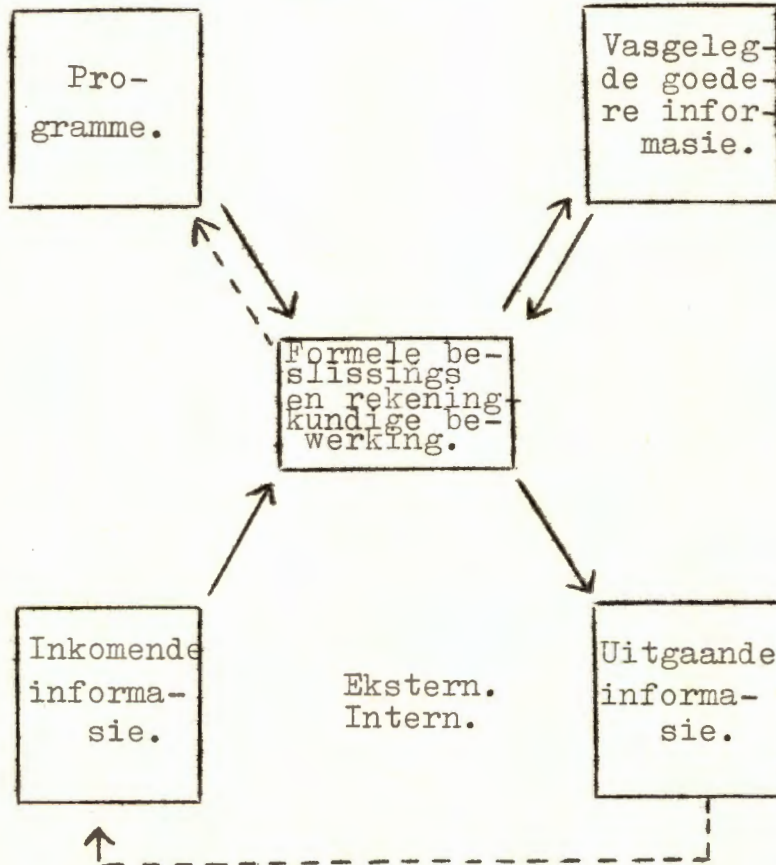 Pro-
gramme.
Vasgeleg-
de goede-
re infor-
masie.
Formele be-
slissings
en rekening-
kundige be-
werking.
Inkomende
informa-
sie.
Ekstern.
Intern.
Uitgaande
informa-
sie.